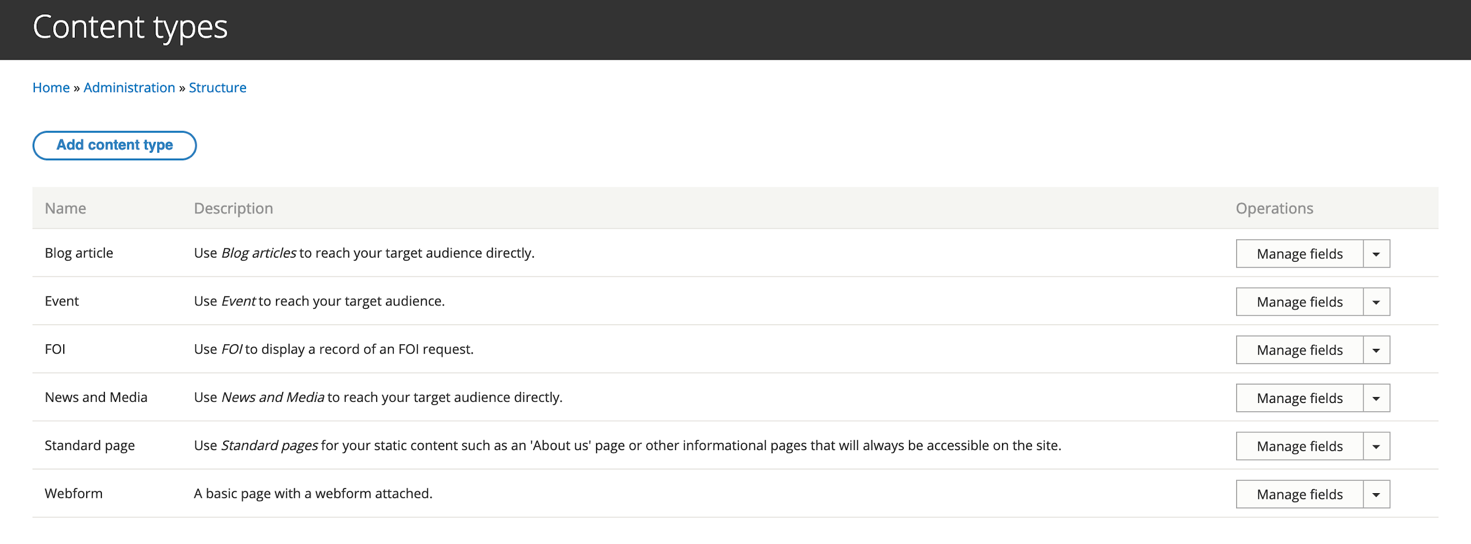 Content types
Home » Administration » Structure
Add content type
Name Description Operations
Blog article Use Blog articles to reach your target audience directly. Manage fields
Event Use Event to reach your target audience. Manage fields
FOI Use FOI to display a record of an FOI request. Manage fields
News and Media Use News and Media to reach your target audience directly. Manage fields
Standard page Use Standard pages for your static content such as an 'About us' page or other informational pages that will always be accessible on the site. Manage fields
Webform A basic page with a webform attached. Manage fields